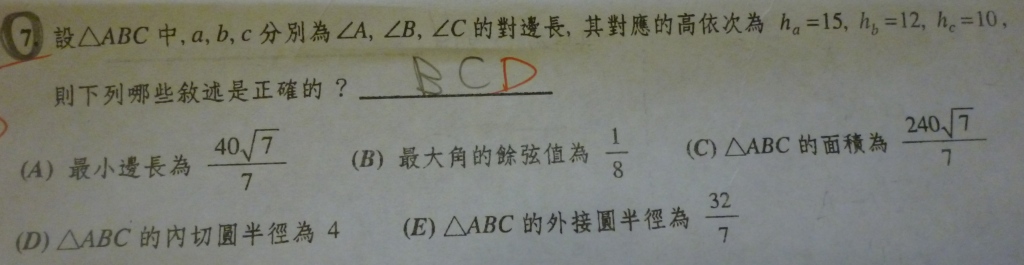 7. 設△ABC 中, a, b, c 分別為 ∠A, ∠B, ∠C 的對邊長, 其對應的高依次為 hₐ=15, h_b=12, h_c=10,
則下列哪些敘述是正確的？ BCD
(A) 最小邊長為 40√7/7 (B) 最大角的餘弦值為 1/8 (C) △ABC 的面積為 240√7/7
(D) △ABC 的內切圓半徑為 4 (E) △ABC 的外接圓半徑為 32/7